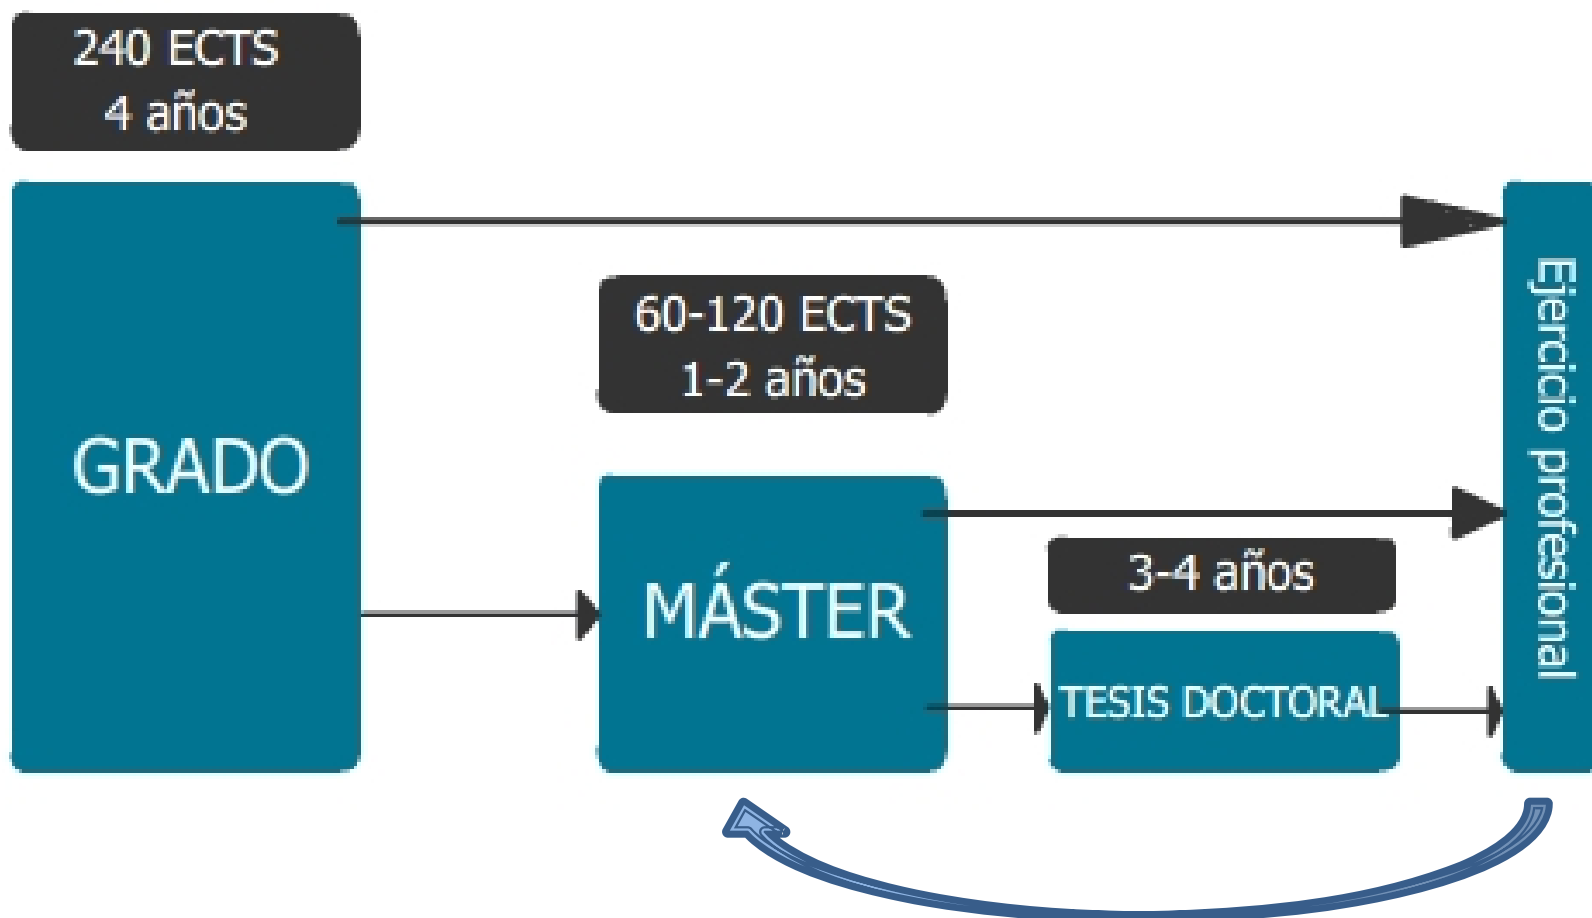 240 ECTS
4 años
GRADO
60-120 ECTS
1-2 años
MÁSTER
3-4 años
TESIS DOCTORAL
Ejercicio profesional